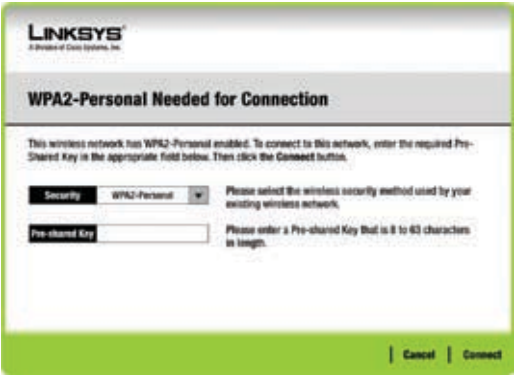 LINKSYS®
A Division of Cisco Systems, Inc.
WPA2-Personal Needed for Connection
This wireless network has WPA2-Personal enabled. To connect to this network, enter the required Pre-
Shared Key in the appropriate field below. Then click the Connect button.
Security WPA2-Personal Please select the wireless security method used by your
existing wireless network.
Pre-shared Key Please enter a Pre-shared Key that is 8 to 63 characters
in length.
Cancel Connect